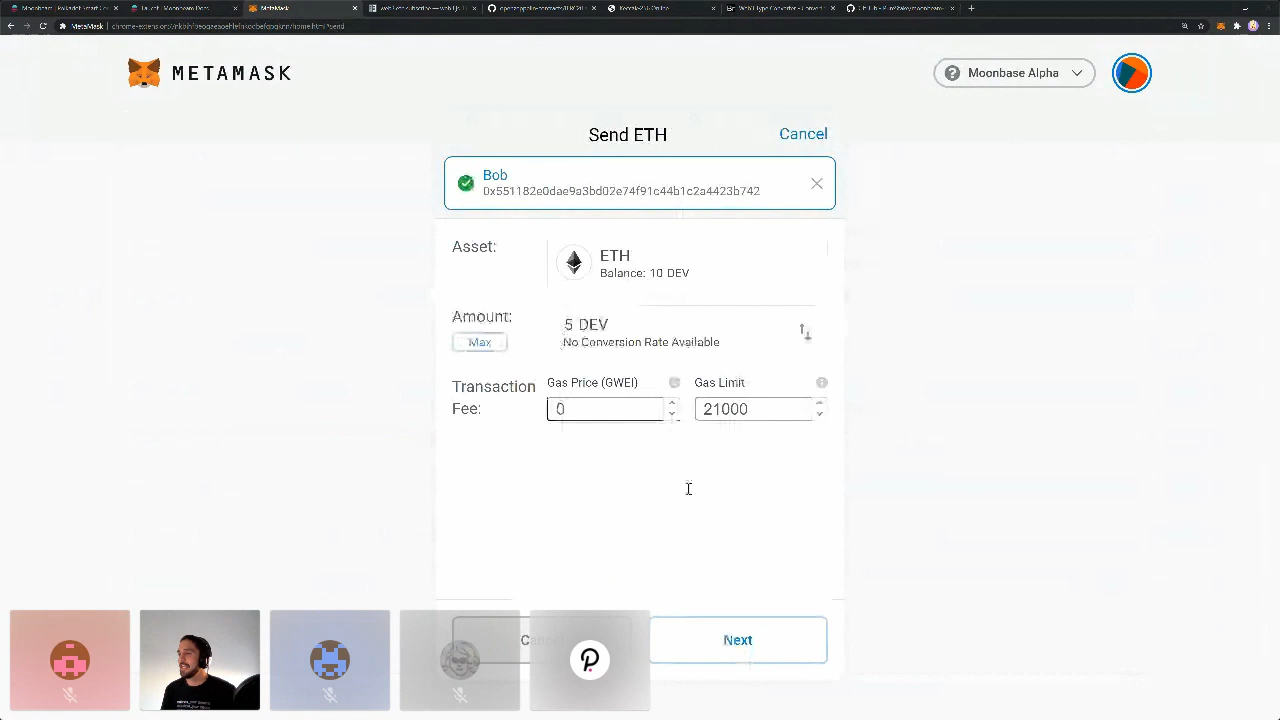 MetaMask
METAMASK
Moonbase Alpha
Send ETH
Cancel
Bob
0x551182e0dae9a3bd02e74f91c44b1c2a4423b742
Asset:
ETH
Balance: 10 DEV
Amount:
Max
5 DEV
No Conversion Rate Available
Transaction
Fee:
Gas Price (GWEI)
Gas Limit
0
21000
Next